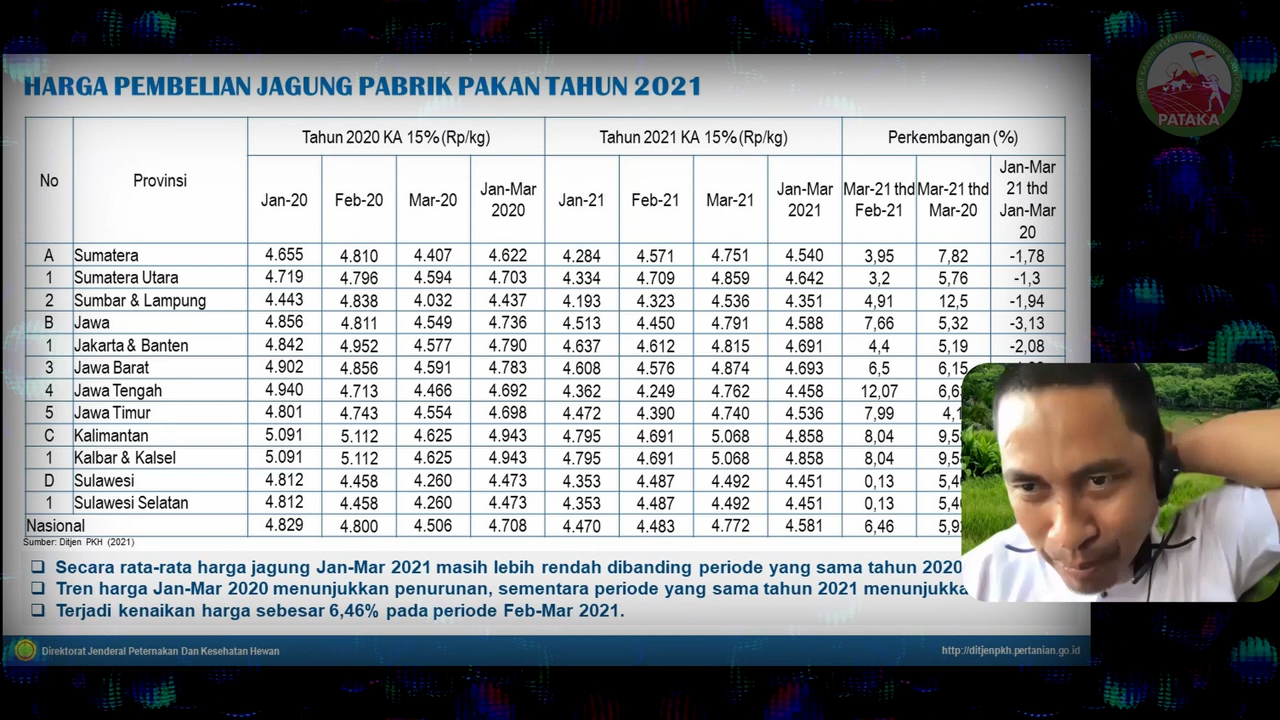 HARGA PEMBELIAN JAGUNG PABRIK PAKAN TAHUN 2021
PATAKA
No Provinsi Tahun 2020 KA 15% (Rp/kg) Tahun 2021 KA 15% (Rp/kg) Perkembangan (%)
Jan-20 Feb-20 Mar-20 Jan-Mar 2020 Jan-21 Feb-21 Mar-21 Jan-Mar 2021 Mar-21 thd Feb-21 Mar-21 thd Mar-20 Jan-Mar 21 thd Jan-Mar 20
A Sumatera 4.655 4.810 4.407 4.622 4.284 4.571 4.751 4.540 3,95 7,82 -1,78
1 Sumatera Utara 4.719 4.796 4.594 4.703 4.334 4.709 4.859 4.642 3,2 5,76 -1,3
2 Sumbar & Lampung 4.443 4.838 4.032 4.437 4.193 4.323 4.536 4.351 4,91 12,5 -1,94
B Jawa 4.856 4.811 4.549 4.736 4.513 4.450 4.791 4.588 7,66 5,32 -3,13
1 Jakarta & Banten 4.842 4.952 4.577 4.790 4.637 4.612 4.815 4.691 4,4 5,19 -2,08
3 Jawa Barat 4.902 4.856 4.591 4.783 4.608 4.576 4.874 4.693 6,5 6,15
4 Jawa Tengah 4.940 4.713 4.466 4.692 4.362 4.249 4.762 4.458 12,07
5 Jawa Timur 4.801 4.743 4.554 4.698 4.472 4.390 4.740 4.536 7,99
C Kalimantan 5.091 5.112 4.625 4.943 4.795 4.691 5.068 4.858 8,04
1 Kalbar & Kalsel 5.091 5.112 4.625 4.943 4.795 4.691 5.068 4.858 8,04
D Sulawesi 4.812 4.458 4.260 4.473 4.353 4.487 4.492 4.451 0,13
1 Sulawesi Selatan 4.812 4.458 4.260 4.473 4.353 4.487 4.492 4.451 0,13
Nasional 4.829 4.800 4.506 4.708 4.470 4.483 4.772 4.581 6,46
Sumber: Ditjen PKH (2021)
❑ Secara rata-rata harga jagung Jan-Mar 2021 masih lebih rendah dibanding periode yang sama tahun 2020
❑ Tren harga Jan-Mar 2020 menunjukkan penurunan, sementara periode yang sama tahun 2021
❑ Terjadi kenaikan harga sebesar 6,46% pada periode Feb-Mar 2021.
Direktorat Jenderal Peternakan Dan Kesehatan Hewan
http://ditjenpkh.pertanian.go.id